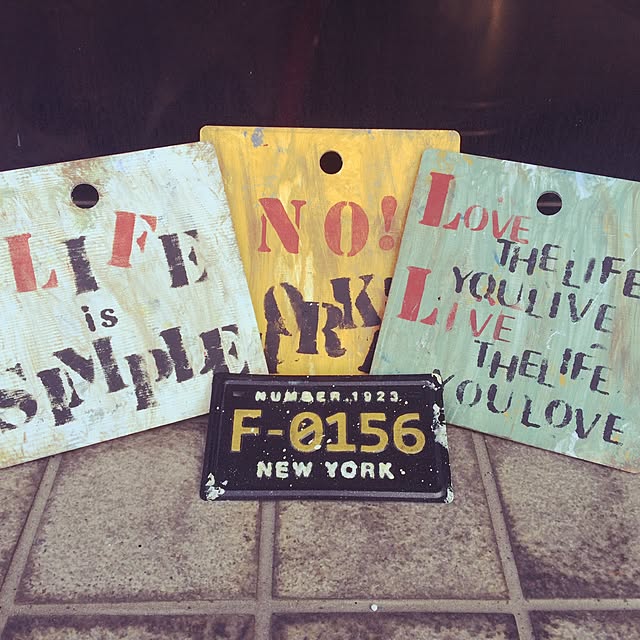 LIFE
is
SIMPLE
NO!
LOVE
THE LIFE
YOU LIVE
LIVE
THE LIFE
YOU LOVE
NUMBER.1923
F-0156
NEW YORK